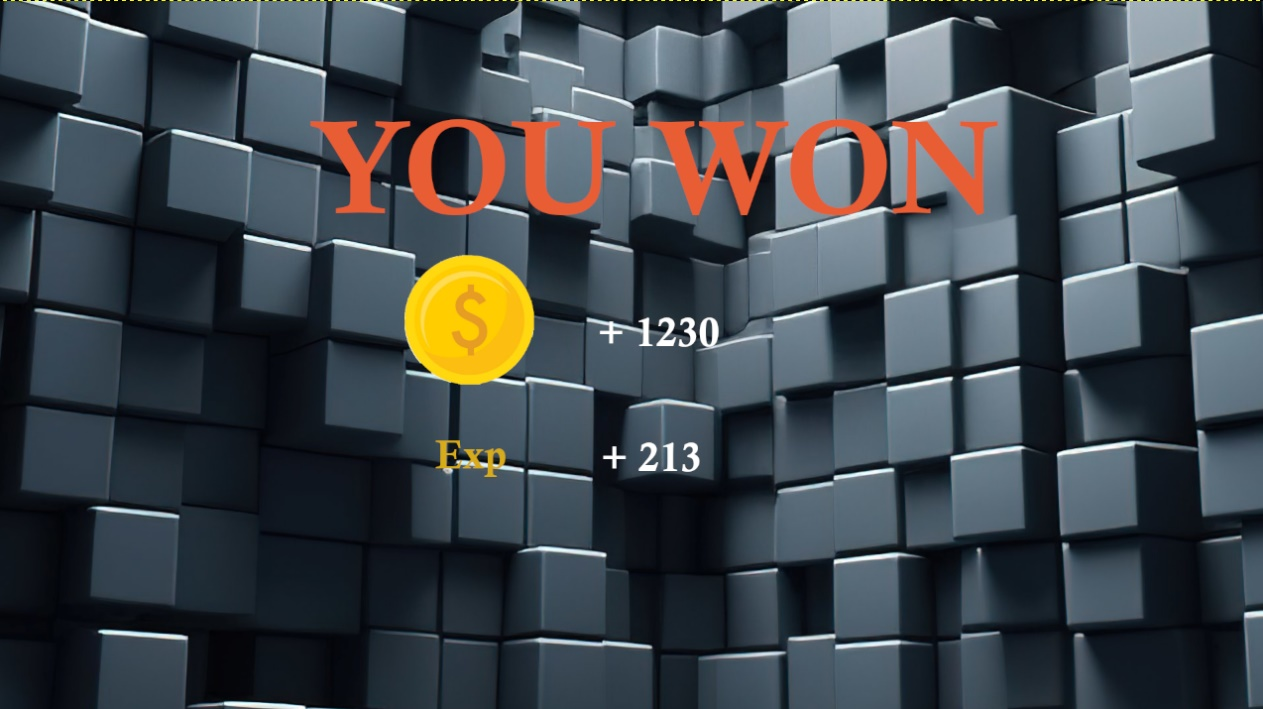 YOU WON
$ + 1230
Exp + 213